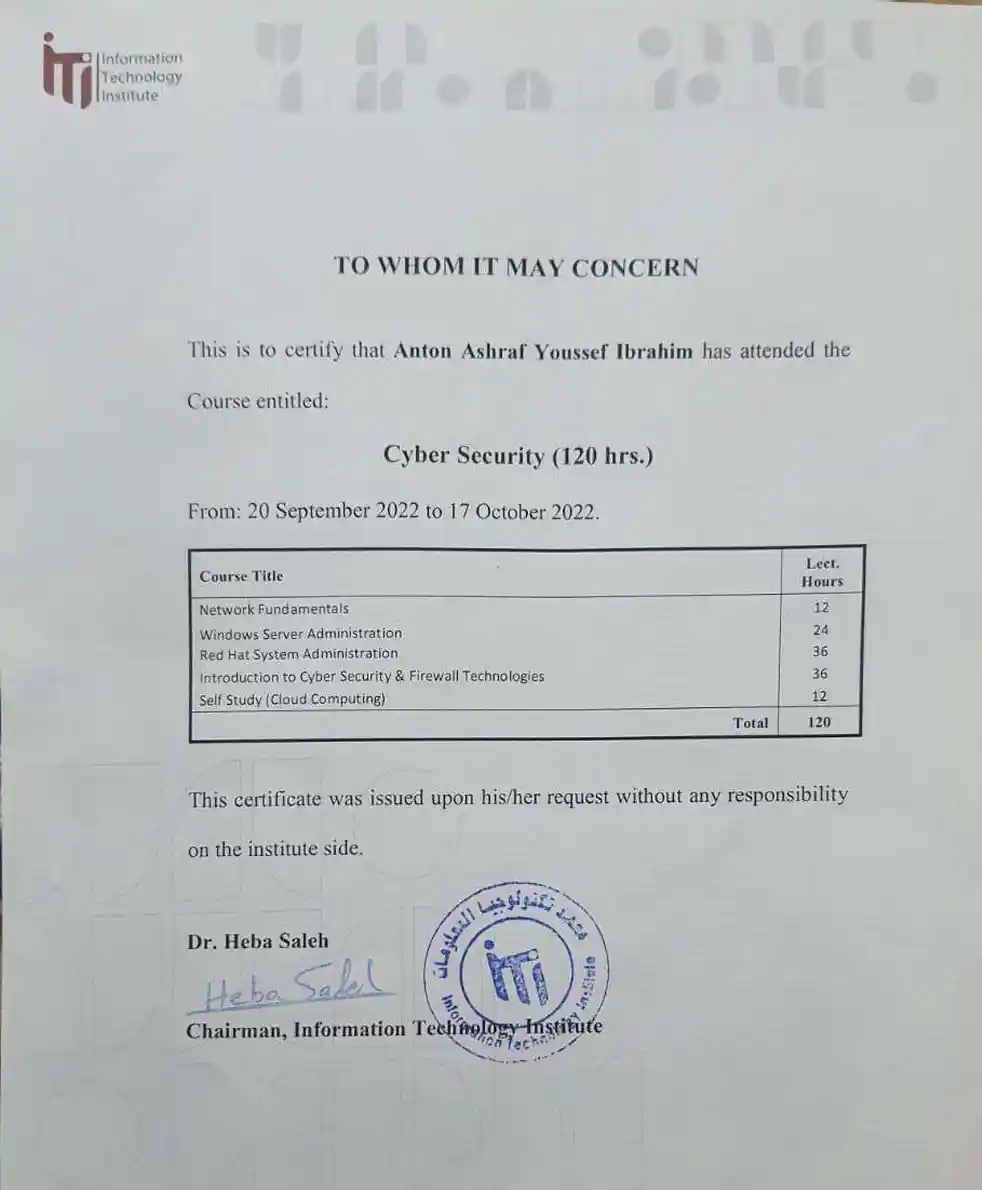 iTi
Information
Technology
Institute
TO WHOM IT MAY CONCERN
This is to certify that Anton Ashraf Youssef Ibrahim has attended the
Course entitled:
Cyber Security (120 hrs.)
From: 20 September 2022 to 17 October 2022.
Course Title Lect. Hours
Network Fundamentals 12
Windows Server Administration 24
Red Hat System Administration 36
Introduction to Cyber Security & Firewall Technologies 36
Self Study (Cloud Computing) 12
Total 120
This certificate was issued upon his/her request without any responsibility
on the institute side.
Dr. Heba Saleh
Heba Saleh
Chairman, Information Technology Institute
معهد تكنولوجيا المعلومات
iTi
Information Technology Institute